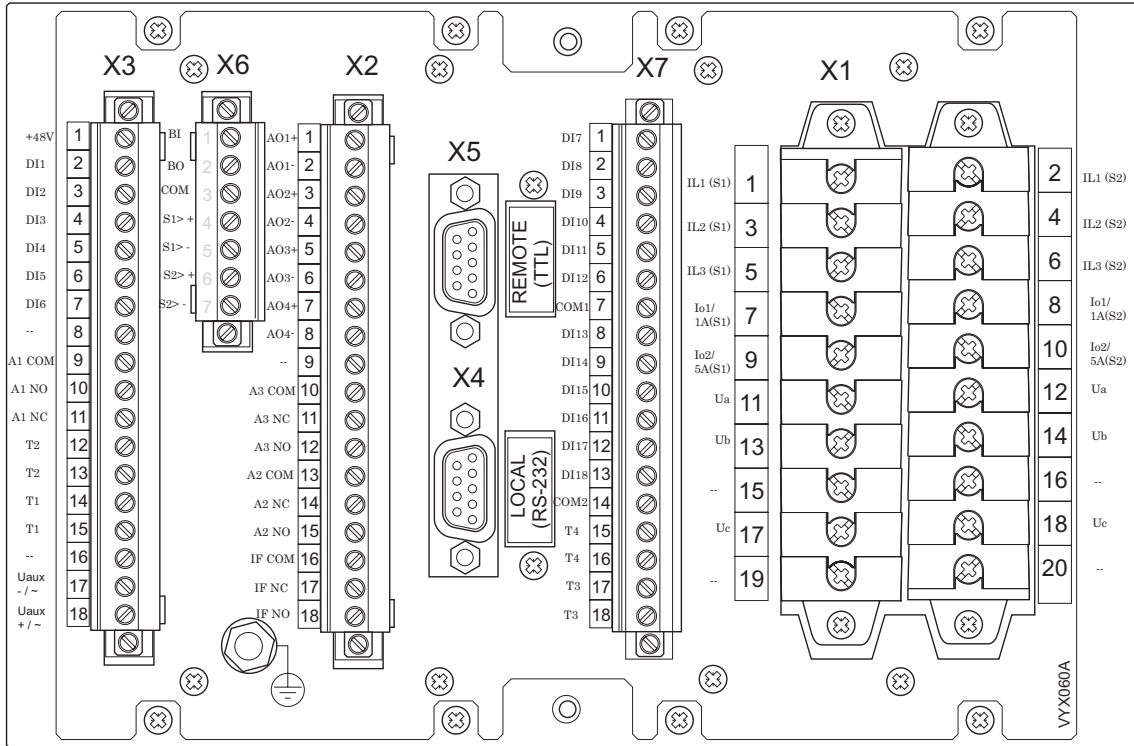 X3
X6
X2
X7
X1
+48V 1
DI1 2
DI2 3
DI3 4
DI4 5
DI5 6
DI6 7
-- 8
A1 COM 9
A1 NO 10
A1 NC 11
T2 12
T2 13
T1 14
T1 15
-- 16
Uaux
- / ~ 17
Uaux
+ / ~ 18
BI 1
BO 2
COM 3
S1> + 4
S1> - 5
S2> + 6
S2> - 7
AO1+ 1
AO1- 2
AO2+ 3
AO2- 4
AO3+ 5
AO3- 6
AO4+ 7
AO4- 8
-- 9
A3 COM 10
A3 NC 11
A3 NO 12
A2 COM 13
A2 NC 14
A2 NO 15
IF COM 16
IF NC 17
IF NO 18
X5
REMOTE
(TTL)
X4
LOCAL
(RS-232)
DI7 1
DI8 2
DI9 3
DI10 4
DI11 5
DI12 6
COM1 7
DI13 8
DI14 9
DI15 10
DI16 11
DI17 12
DI18 13
COM2 14
T4 15
T4 16
T3 17
T3 18
IL1 (S1) 1
IL2 (S1) 3
IL3 (S1) 5
Io1/
1A(S1) 7
Io2/
5A(S1) 9
Ua 11
Ub 13
-- 15
Uc 17
-- 19
2 IL1 (S2)
4 IL2 (S2)
6 IL3 (S2)
8 Io1/
1A(S2)
10 Io2/
5A(S2)
12 Ua
14 Ub
16 --
18 Uc
20 --
VYX060A